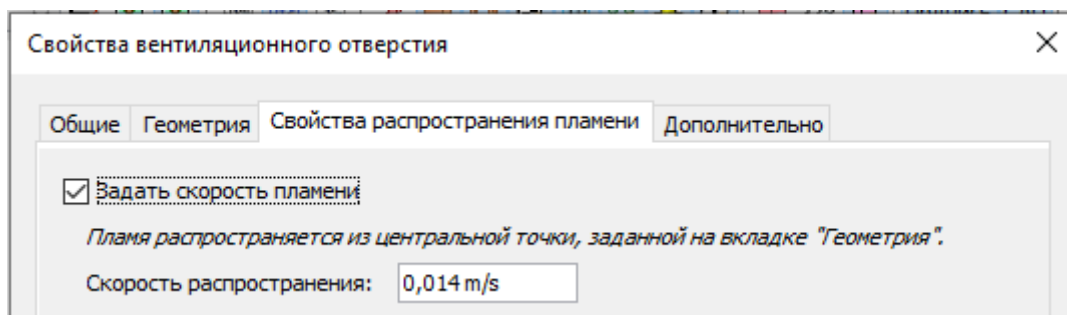 Свойства вентиляционного отверстия
Общие Геометрия Свойства распространения пламени Дополнительно
Задать скорость пламени
Пламя распространяется из центральной точки, заданной на вкладке "Геометрия".
Скорость распространения: 0,014 m/s